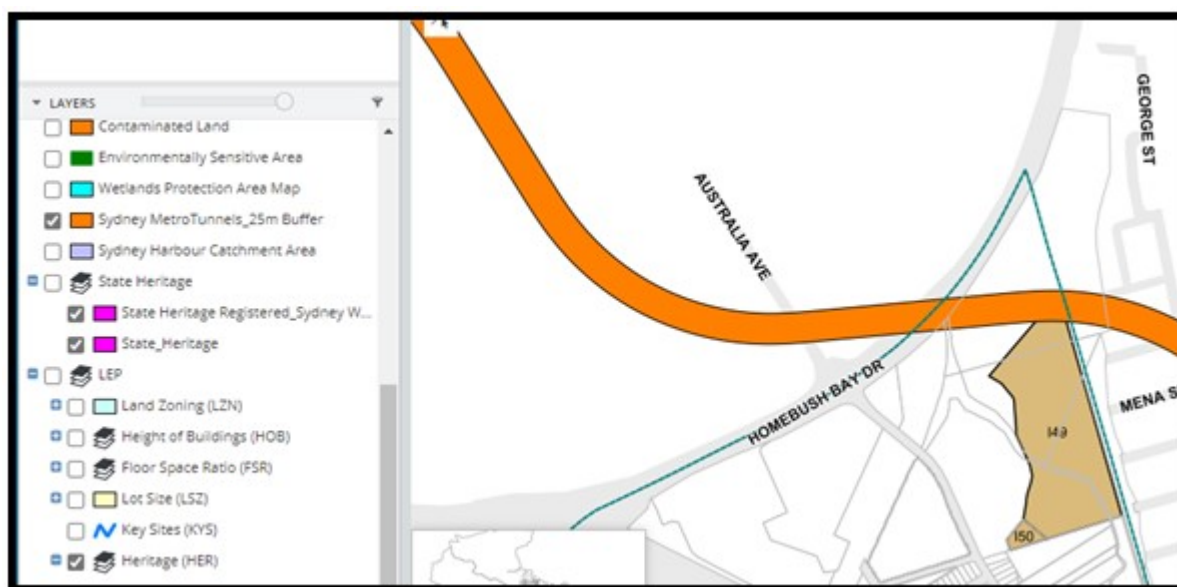 LAYERS
Contaminated Land
Environmentally Sensitive Area
Wetlands Protection Area Map
Sydney MetroTunnels_25m Buffer
Sydney Harbour Catchment Area
State Heritage
State Heritage Registered_Sydney W...
State_Heritage
LEP
Land Zoning (LZN)
Height of Buildings (HOB)
Floor Space Ratio (FSR)
Lot Size (LSZ)
Key Sites (KYS)
Heritage (HER)
GEORGE ST
AUSTRALIA AVE
HOMEBUSH BAY DR
MENA S
I49
I50